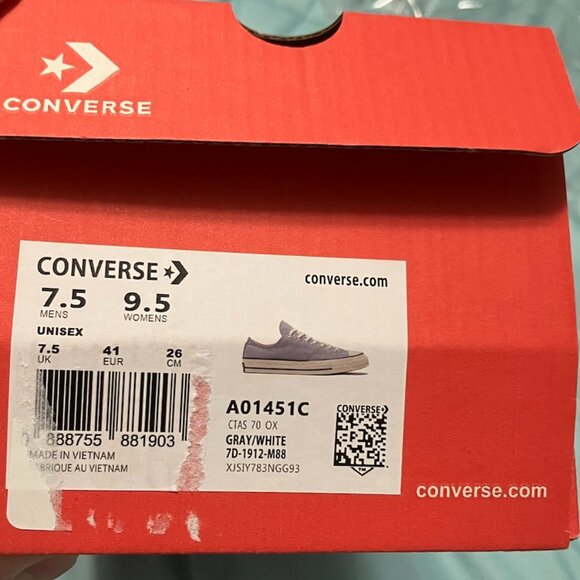 CONVERSE
CONVERSE
converse.com
7.5 9.5
MENS WOMENS
UNISEX
7.5 41 26
UK EUR CM
A01451C
CTAS 70 OX
GRAY/WHITE
7D-1912-M88
XJSIY783NGG93
888755 881903
MADE IN VIETNAM
FABRIQUE AU VIETNAM
CONVERSE
TM
converse.com